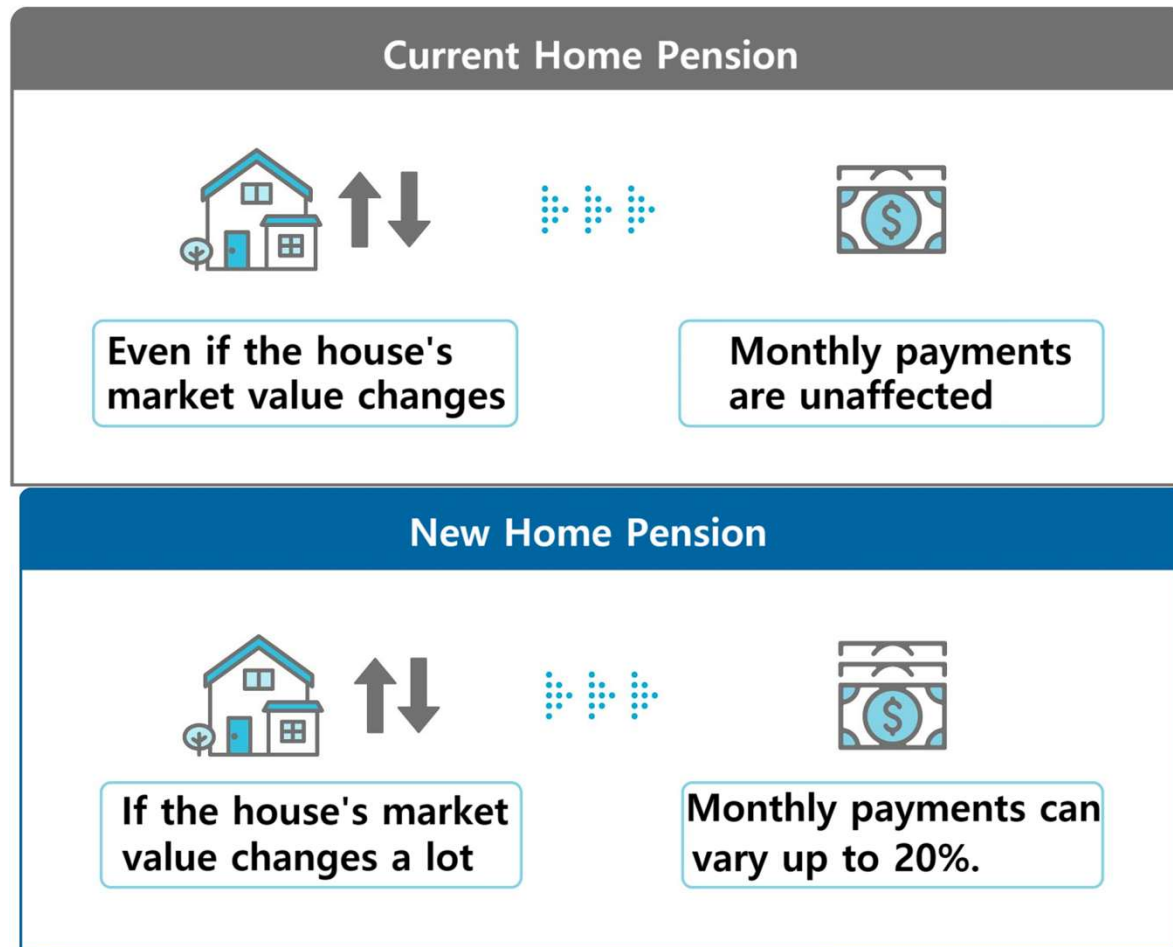 Current Home Pension
Even if the house's
market value changes
Monthly payments
are unaffected
New Home Pension
If the house's market
value changes a lot
Monthly payments can
vary up to 20%.